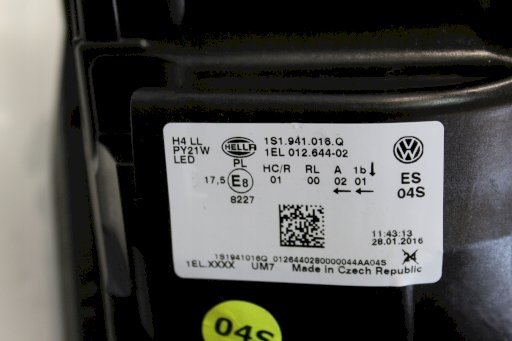 H4 LL
PY21W
LED
HELLA
1S1.941.016.Q
1EL 012.644-02
PL
HC/R RL A 1b
17,5 E8 01 00 02 01
8227
ES
04S
11:43:13
28.01.2016
1S1941016Q 0126440280000044AA04S
1EL.XXXX UM7 Made in Czech Republic
04S